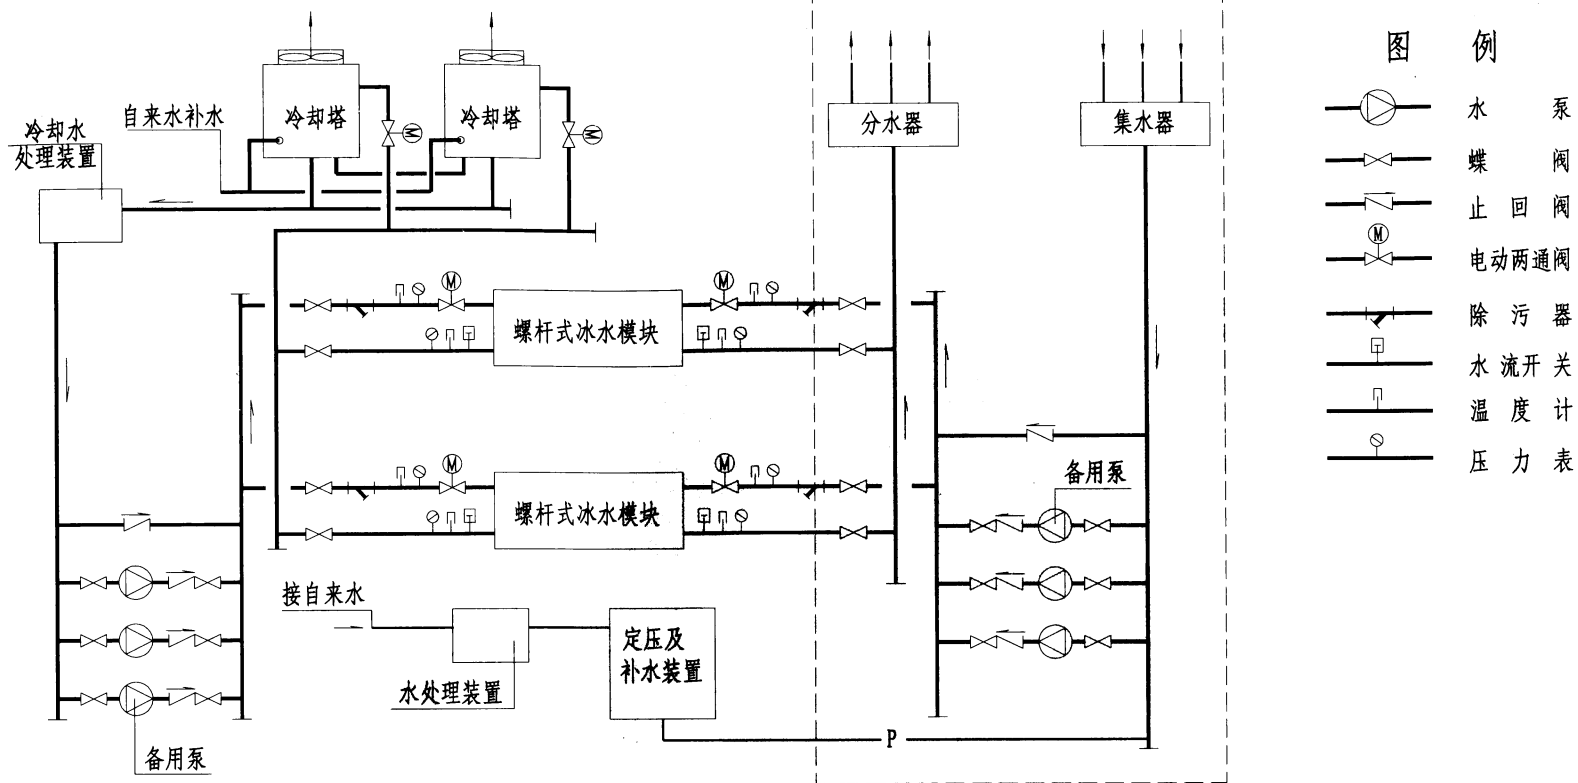 冷却塔
冷却塔
自来水补水
冷却水
处理装置
分水器
集水器
M
M
M
M
螺杆式冰水模块
M
M
螺杆式冰水模块
备用泵
接自来水
水处理装置
定压及
补水装置
P
备用泵
图 例
水 泵
蝶 阀
止 回 阀
M
电动两通阀
除 污 器
水 流 开 关
温 度 计
压 力 表